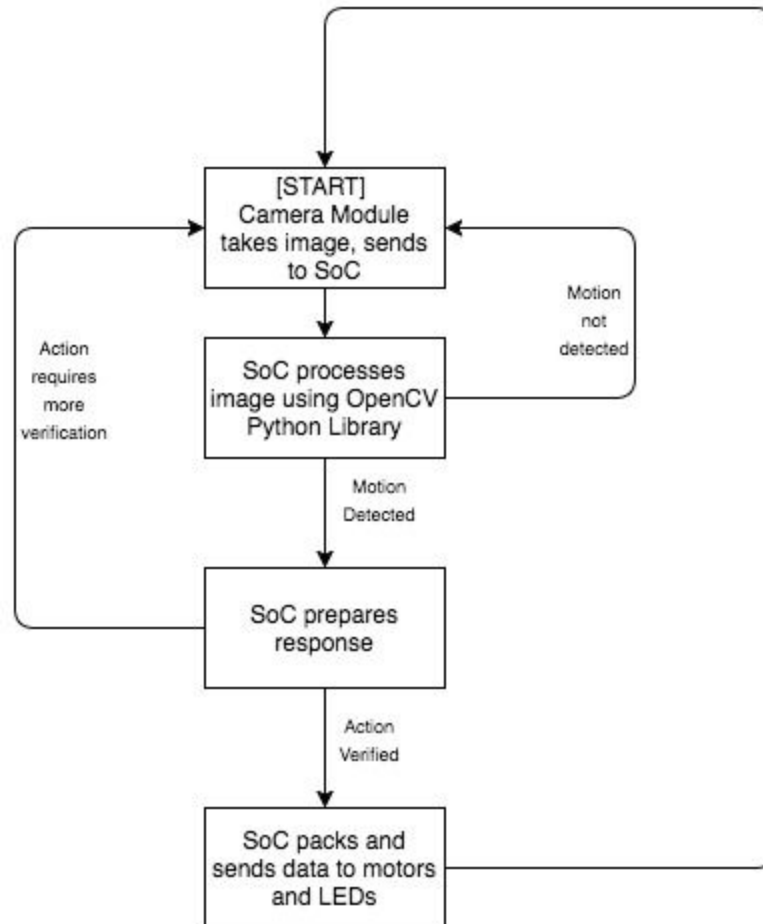 [START]
Camera Module
takes image, sends
to SoC
Motion
not
detected
Action
requires
more
verification
SoC processes
image using OpenCV
Python Library
Motion
Detected
SoC prepares
response
Action
Verified
SoC packs and
sends data to motors
and LEDs